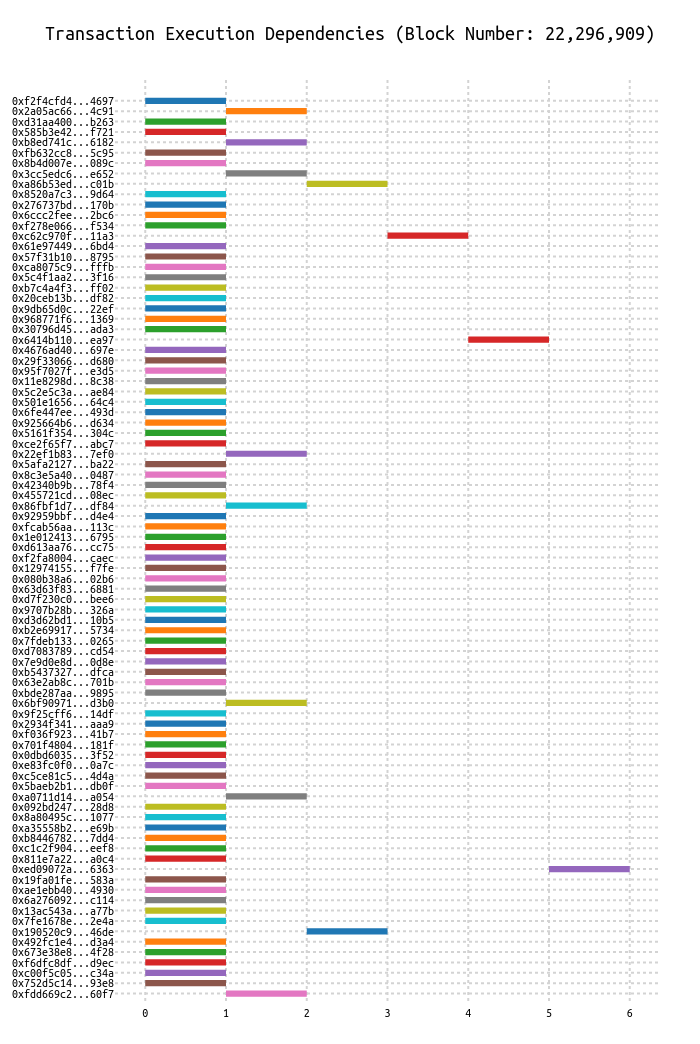 Transaction Execution Dependencies (Block Number: 22,296,909)
0xf2f4cfd4...4697
0x2a05ac66...4c91
0xd31aa400...b263
0x585b3e42...f721
0xb8ed741c...6182
0xfb632cc8...5c95
0x8b4d007e...089c
0x3cc5edc6...e652
0xa86b53ed...c01b
0x8520a7c3...9d64
0x276737bd...170b
0x6ccc2fee...2bc6
0xf278e066...f534
0xc62c970f...11a3
0x61e97449...6bd4
0x57f31b10...8795
0xca8075c9...fffb
0x5c4f1aa2...3f16
0xb7c4a4f3...ff02
0x20ceb13b...df82
0x9db65d0c...22ef
0x968771f6...1369
0x30796d45...ada3
0x6414b110...ea97
0x4676ad40...697e
0x29f33066...d680
0x95f7027f...e3d5
0x11e8298d...8c38
0x5c2e5c3a...ae84
0x501e1656...64c4
0x6fe447ee...493d
0x925664b6...d634
0x5161f354...304c
0xce2f65f7...abc7
0x22ef1b83...7ef0
0x5afa2127...ba22
0x8c3e5a40...0487
0x42340b9b...78f4
0x455721cd...08ec
0x86fbf1d7...df84
0x92959bbf...d4e4
0xfcab56aa...113c
0x1e012413...6795
0xd613aa76...cc75
0xf2fa8004...caec
0x12974155...f7fe
0x080b38a6...02b6
0x63d63f83...6881
0xd7f230c0...bee6
0x9707b28b...326a
0xd3d62bd1...10b5
0xb2e69917...5734
0x7fdeb133...0265
0xd7083789...cd54
0x7e9d0e8d...0d8e
0xb5437327...dfca
0x63e2ab8c...701b
0xbde287aa...9895
0x6bf90971...d3b0
0x9f25cff6...14df
0x2934f341...aaa9
0xf036f923...41b7
0x701f4804...181f
0x0dbd6035...3f52
0xe83fc0f0...0a7c
0xc5ce81c5...4d4a
0x5baeb2b1...db0f
0xa0711d14...a054
0x092bd247...28d8
0x8a80495c...1077
0xa35558b2...e69b
0xb8446782...7dd4
0xc1c2f904...eef8
0x811e7a22...a0c4
0xed09072a...6363
0x19fa01fe...583a
0xae1ebb40...4930
0x6a276092...c114
0x13ac543a...a77b
0x7fe1678e...2e4a
0x190520c9...46de
0x492fc1e4...d3a4
0x673e38e8...4f28
0xf6dfc8df...d9ec
0xc00f5c05...c34a
0x752d5c14...93e8
0xfdd669c2...60f7
0 1 2 3 4 5 6